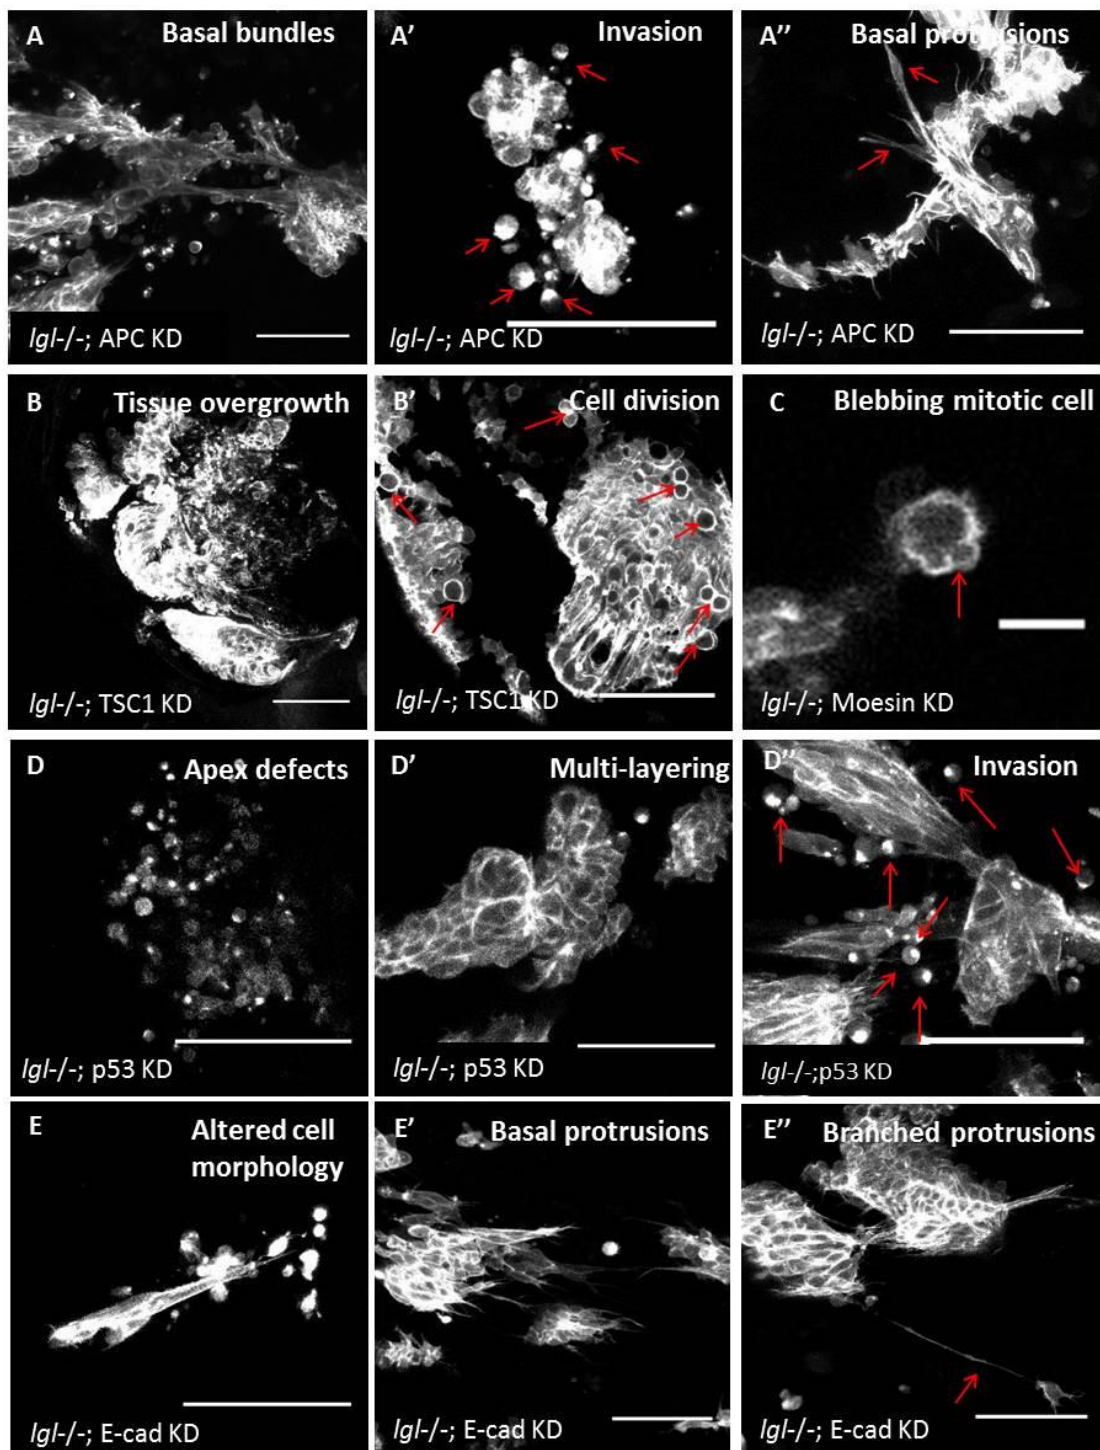 A Basal bundles
lgl-/-; APC KD
A' Invasion
lgl-/-; APC KD
A'' Basal protrusions
lgl-/-; APC KD
B Tissue overgrowth
lgl-/-; TSC1 KD
B' Cell division
lgl-/-; TSC1 KD
C Blebbing mitotic cell
lgl-/-; Moesin KD
D Apex defects
lgl-/-; p53 KD
D' Multi-layering
lgl-/-; p53 KD
D'' Invasion
lgl-/-;p53 KD
E Altered cell
morphology
lgl-/-; E-cad KD
E' Basal protrusions
lgl-/-; E-cad KD
E'' Branched protrusions
lgl-/-; E-cad KD